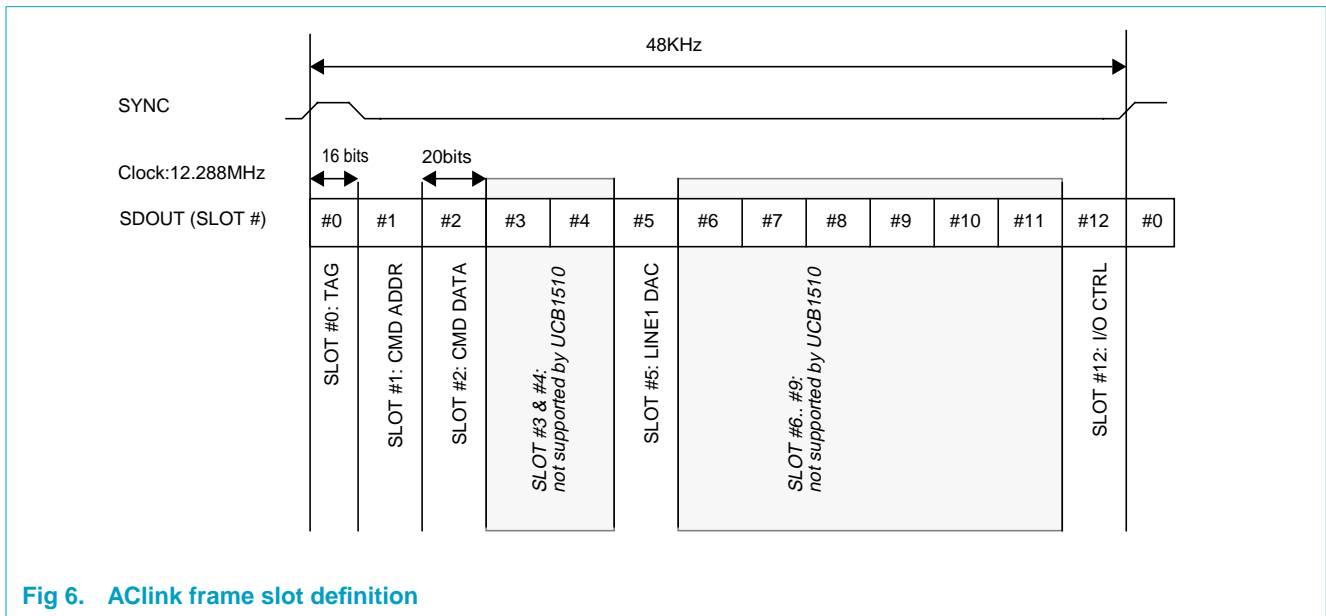 48KHz
SYNC
16 bits
20bits
Clock:12.288MHz
SDOUT (SLOT #)
#0
#1
#2
#3
#4
#5
#6
#7
#8
#9
#10
#11
#12
#0
SLOT #0: TAG
SLOT #1: CMD ADDR
SLOT #2: CMD DATA
SLOT #3 & #4:
not supported by UCB1510
SLOT #5: LINE1 DAC
SLOT #6.. #9:
not supported by UCB1510
SLOT #12: I/O CTRL
Fig 6. AClink frame slot definition